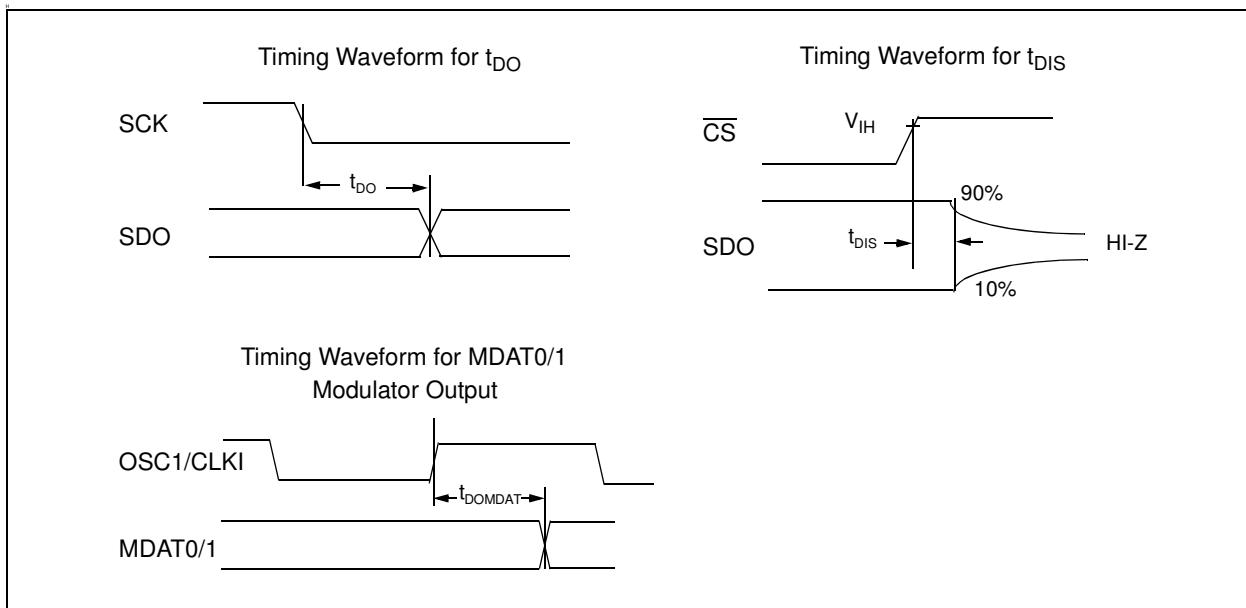 Timing Waveform for tDO
SCK
tDO
SDO
Timing Waveform for tDIS
CS
VIH
90%
SDO
tDIS
HI-Z
10%
Timing Waveform for MDAT0/1
Modulator Output
OSC1/CLKI
tDOMDAT
MDAT0/1